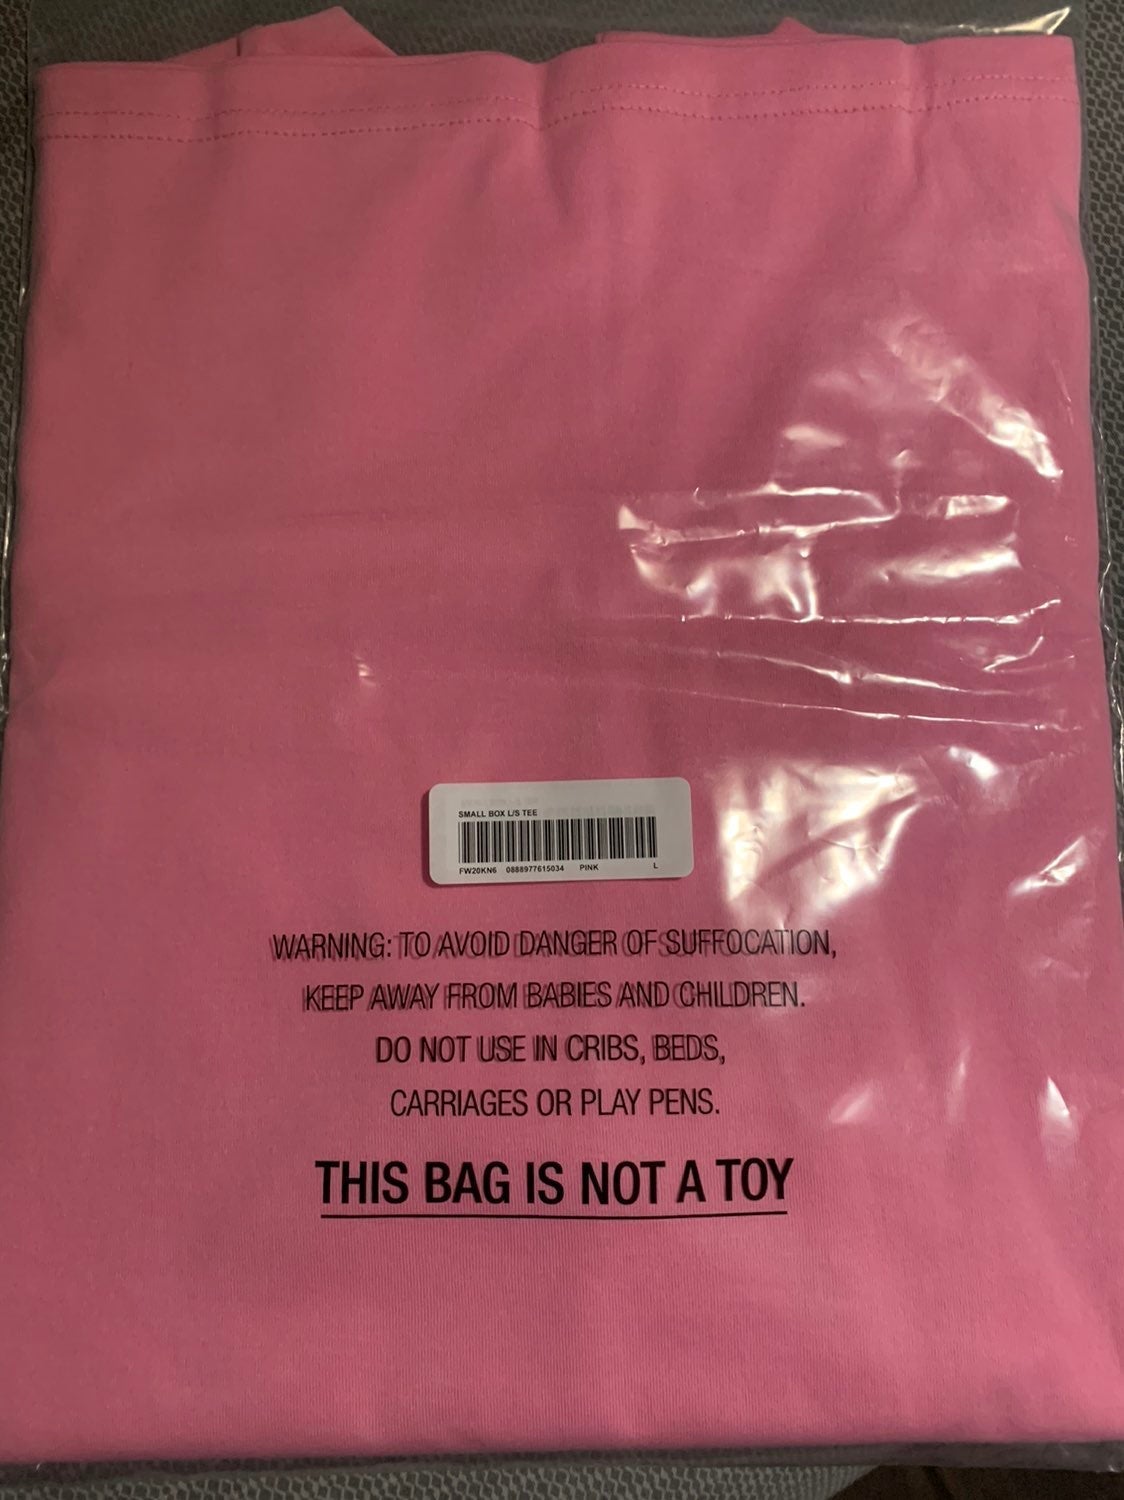 SMALL BOX L/S TEE
FW20KN6 0888977615034 PINK L
WARNING: TO AVOID DANGER OF SUFFOCATION,
KEEP AWAY FROM BABIES AND CHILDREN.
DO NOT USE IN CRIBS, BEDS,
CARRIAGES OR PLAY PENS.
THIS BAG IS NOT A TOY